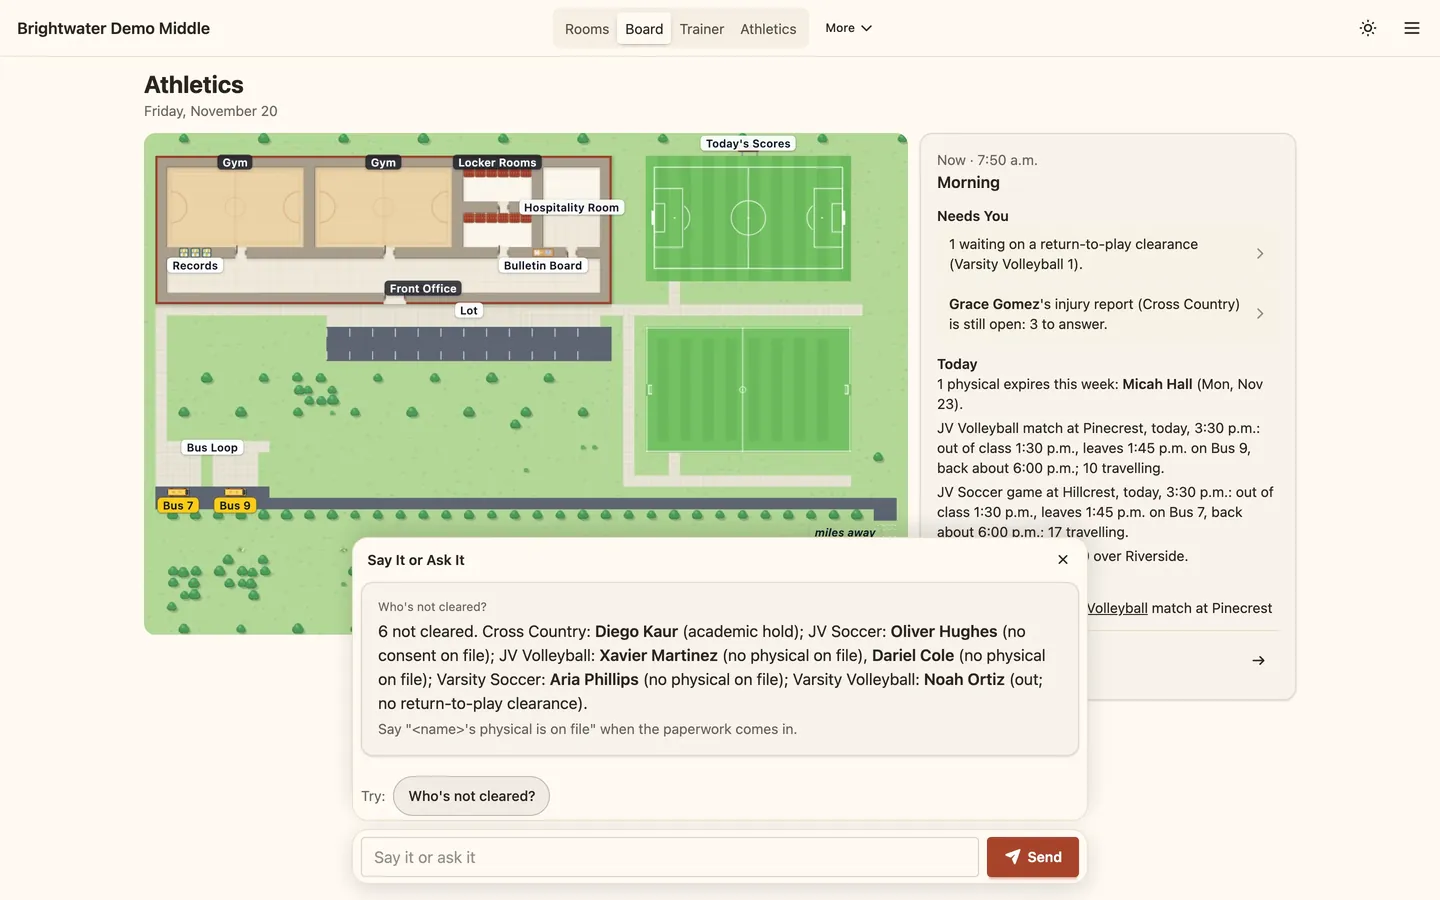 Brightwater Demo Middle
Rooms
Board
Trainer
Athletics
More
Athletics
Friday, November 20
Gym
Gym
Locker Rooms
Hospitality Room
Records
Bulletin Board
Front Office
Lot
Today's Scores
Bus Loop
Bus 7
Bus 9
miles away
Now · 7:50 a.m.
Morning
Needs You
1 waiting on a return-to-play clearance
(Varsity Volleyball 1).
Grace Gomez's injury report (Cross Country)
is still open: 3 to answer.
Today
1 physical expires this week: Micah Hall (Mon, Nov
23).
JV Volleyball match at Pinecrest, today, 3:30 p.m.:
out of class 1:30 p.m., leaves 1:45 p.m. on Bus 9,
back about 6:00 p.m.; 10 travelling.
JV Soccer game at Hillcrest, today, 3:30 p.m.: out of
class 1:30 p.m., leaves 1:45 p.m. on Bus 7, back
about 6:00 p.m.; 17 travelling.
over Riverside.
Volleyball match at Pinecrest
Say It or Ask It
Who's not cleared?
6 not cleared. Cross Country: Diego Kaur (academic hold); JV Soccer: Oliver Hughes (no
consent on file); JV Volleyball: Xavier Martinez (no physical on file), Dariel Cole (no physical
on file); Varsity Soccer: Aria Phillips (no physical on file); Varsity Volleyball: Noah Ortiz (out;
no return-to-play clearance).
Say "<name>'s physical is on file" when the paperwork comes in.
Try:
Who's not cleared?
Say it or ask it
Send